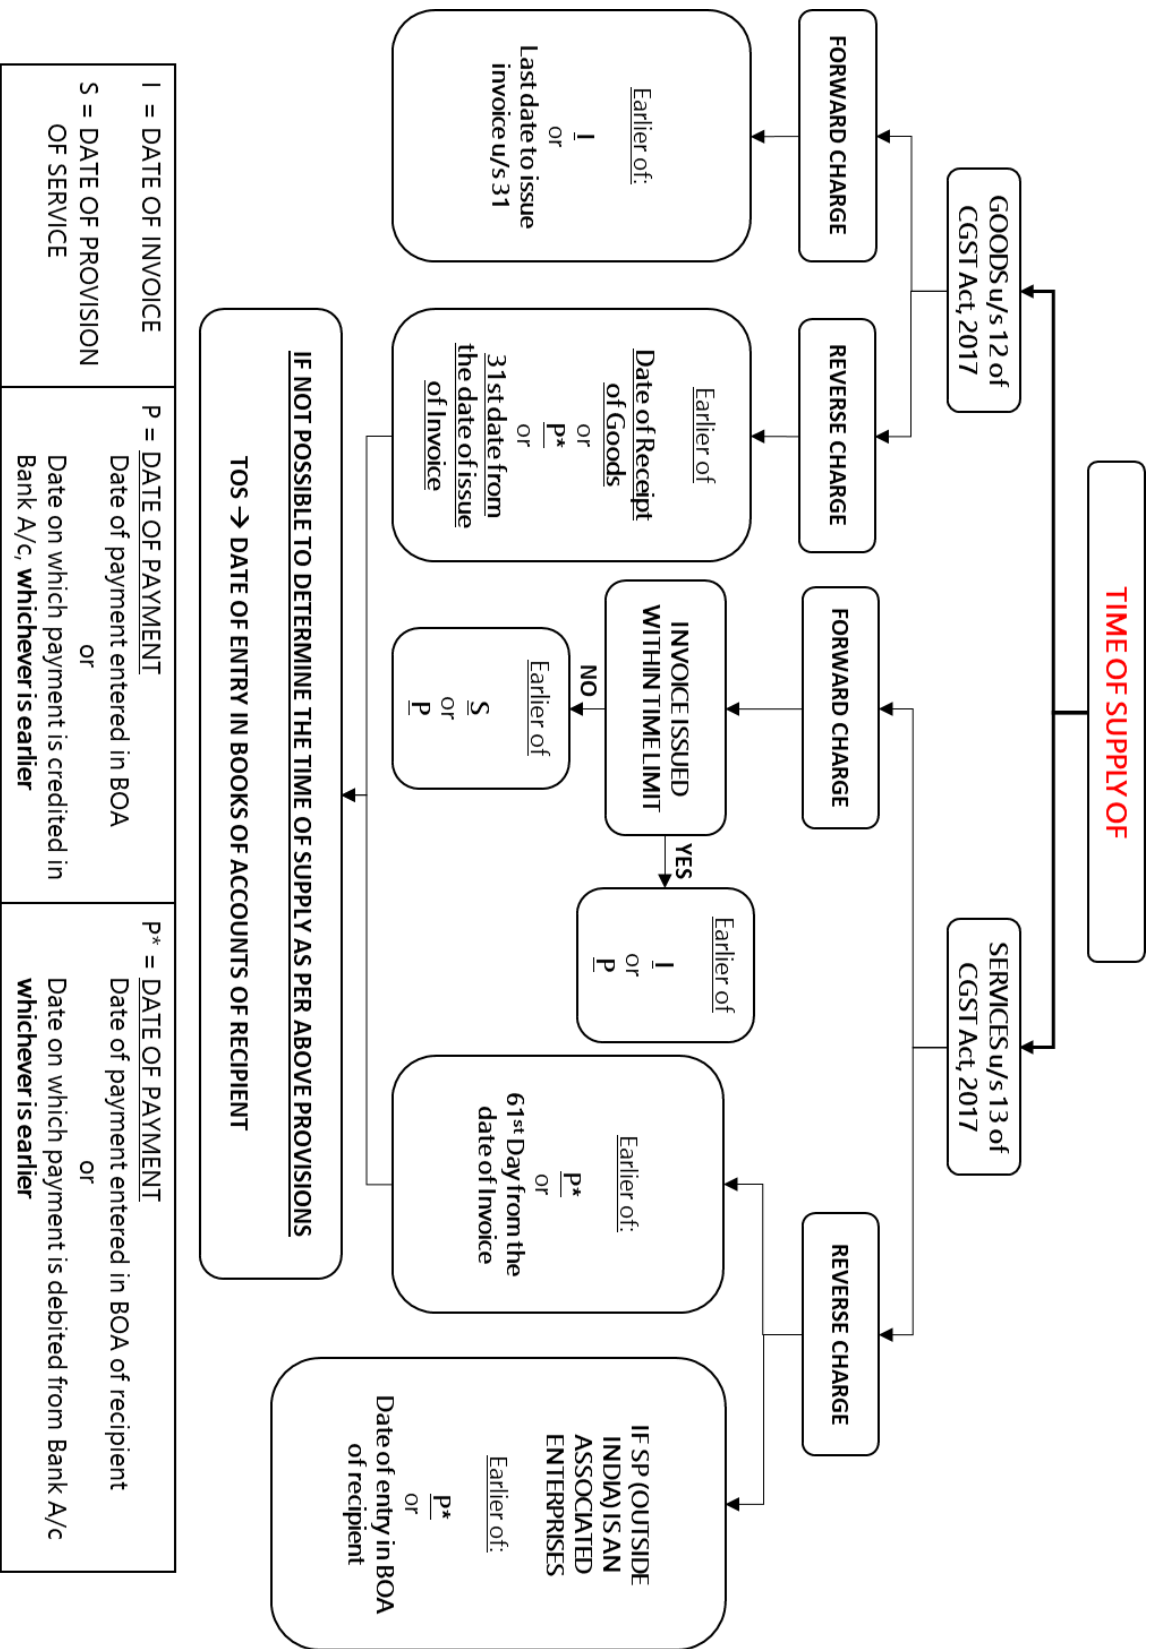 TIME OF SUPPLY OF
GOODS u/s 12 of
CGST Act, 2017
SERVICES u/s 13 of
CGST Act, 2017
FORWARD CHARGE
REVERSE CHARGE
FORWARD CHARGE
REVERSE CHARGE
Earlier of:
I
or
Last date to issue
invoice u/s 31
Earlier of
Date of Receipt
of Goods
or
P*
or
31st date from
the date of issue
of Invoice
INVOICE ISSUED
WITHIN TIME LIMIT
YES
NO
Earlier of
I
or
P
Earlier of
S
or
P
Earlier of:
P*
or
61st Day from the
date of Invoice
IF SP (OUTSIDE
INDIA) IS AN
ASSOCIATED
ENTERPRISES
Earlier of:
P*
or
Date of entry in BOA
of recipient
IF NOT POSSIBLE TO DETERMINE THE TIME OF SUPPLY AS PER ABOVE PROVISIONS
TOS → DATE OF ENTRY IN BOOKS OF ACCOUNTS OF RECIPIENT
I = DATE OF INVOICE
S = DATE OF PROVISION
OF SERVICE
P = DATE OF PAYMENT
Date of payment entered in BOA
or
Date on which payment is credited in
Bank A/c, whichever is earlier
P* = DATE OF PAYMENT
Date of payment entered in BOA of recipient
or
Date on which payment is debited from Bank A/c
whichever is earlier